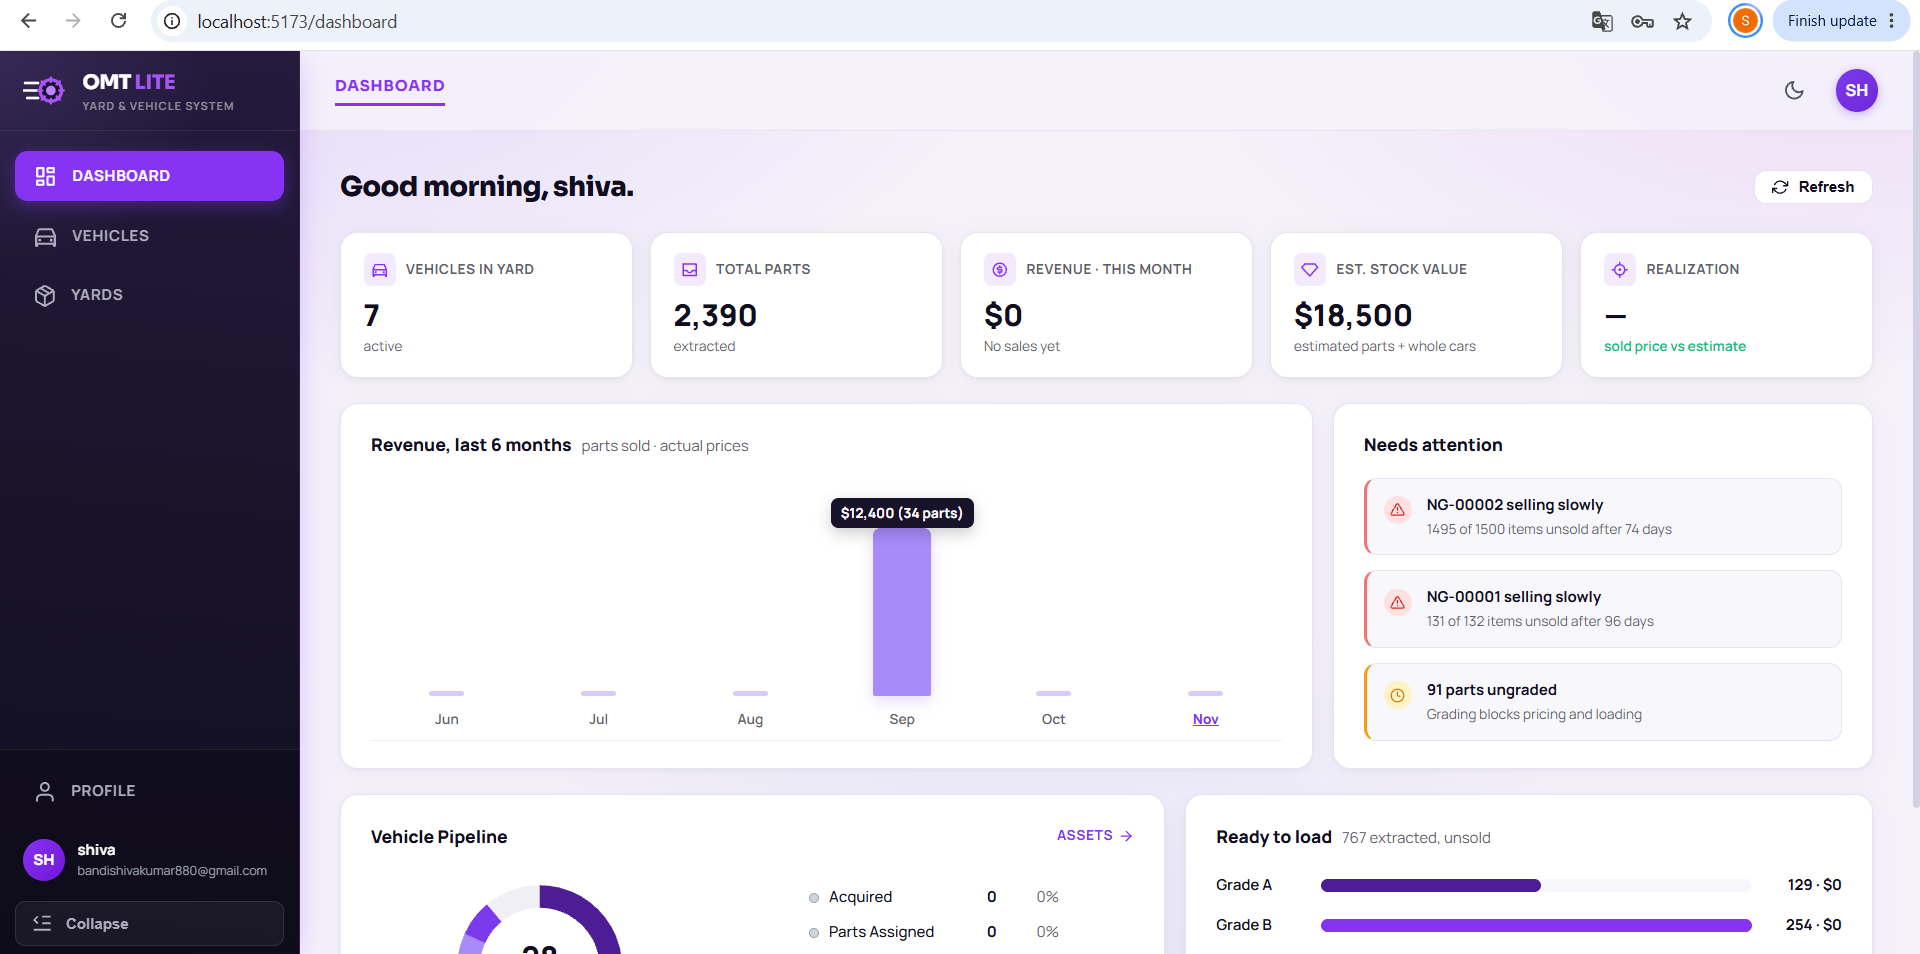 localhost:5173/dashboard
S
Finish update
OMT LITE
YARD & VEHICLE SYSTEM
DASHBOARD
VEHICLES
YARDS
PROFILE
SH
shiva
bandishivakumar880@gmail.com
Collapse
DASHBOARD
SH
Good morning, shiva.
Refresh
VEHICLES IN YARD
7
active
TOTAL PARTS
2,390
extracted
REVENUE · THIS MONTH
$0
No sales yet
EST. STOCK VALUE
$18,500
estimated parts + whole cars
REALIZATION
—
sold price vs estimate
Revenue, last 6 months parts sold · actual prices
$12,400 (34 parts)
Jun Jul Aug Sep Oct Nov
Needs attention
NG-00002 selling slowly
1495 of 1500 items unsold after 74 days
NG-00001 selling slowly
131 of 132 items unsold after 96 days
91 parts ungraded
Grading blocks pricing and loading
Vehicle Pipeline
ASSETS →
Acquired 0 0%
Parts Assigned 0 0%
Ready to load 767 extracted, unsold
Grade A 129 · $0
Grade B 254 · $0